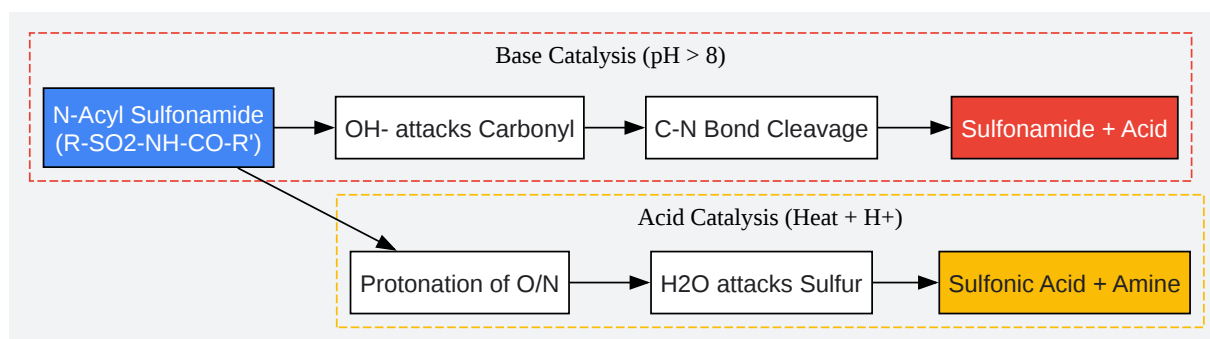 Base Catalysis (pH > 8)
N-Acyl Sulfonamide
(R-SO2-NH-CO-R')
OH- attacks Carbonyl
C-N Bond Cleavage
Sulfonamide + Acid
Acid Catalysis (Heat + H+)
Protonation of O/N
H2O attacks Sulfur
Sulfonic Acid + Amine